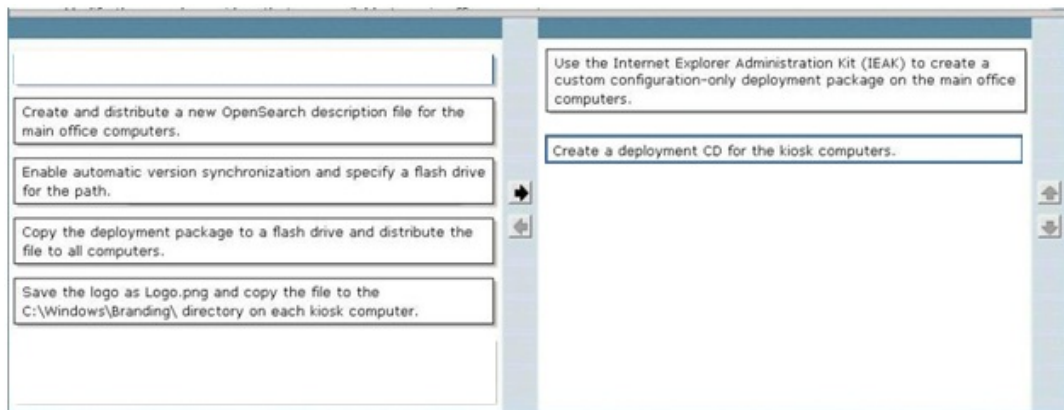 Create and distribute a new OpenSearch description file for the
main office computers.
Enable automatic version synchronization and specify a flash drive
for the path.
Copy the deployment package to a flash drive and distribute the
file to all computers.
Save the logo as Logo.png and copy the file to the
C:\Windows\Branding\ directory on each kiosk computer.
Use the Internet Explorer Administration Kit (IEAK) to create a
custom configuration-only deployment package on the main office
computers.
Create a deployment CD for the kiosk computers.